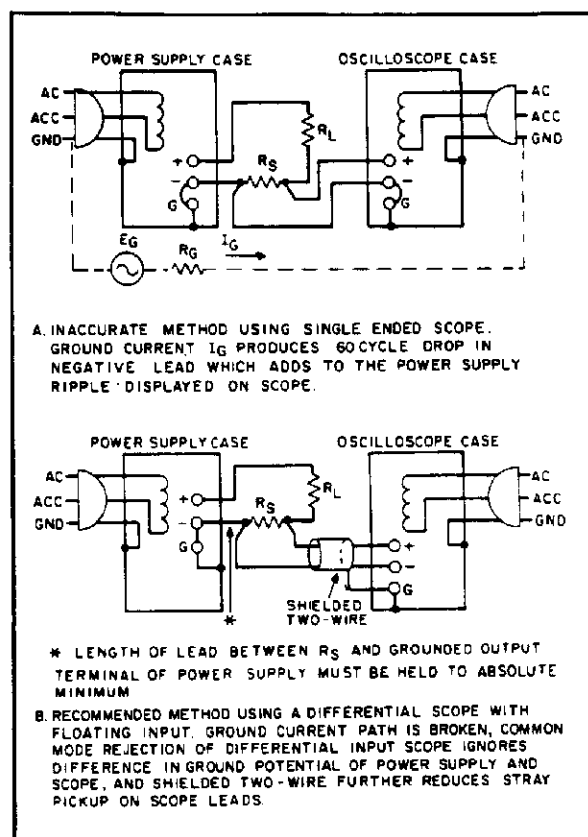 POWER SUPPLY CASE
OSCILLOSCOPE CASE
AC
ACC
GND
+
−
G
RS
RL
+
−
G
AC
ACC
GND
EG
RG
IG
A. INACCURATE METHOD USING SINGLE ENDED SCOPE.
GROUND CURRENT IG PRODUCES 60 CYCLE DROP IN
NEGATIVE LEAD WHICH ADDS TO THE POWER SUPPLY
RIPPLE DISPLAYED ON SCOPE.
POWER SUPPLY CASE
OSCILLOSCOPE CASE
AC
ACC
GND
+
−
G
RS
RL
+
−
G
AC
ACC
GND
SHIELDED
TWO-WIRE
*
* LENGTH OF LEAD BETWEEN RS AND GROUNDED OUTPUT
TERMINAL OF POWER SUPPLY MUST BE HELD TO ABSOLUTE
MINIMUM
B. RECOMMENDED METHOD USING A DIFFERENTIAL SCOPE WITH
FLOATING INPUT. GROUND CURRENT PATH IS BROKEN, COMMON
MODE REJECTION OF DIFFERENTIAL INPUT SCOPE IGNORES
DIFFERENCE IN GROUND POTENTIAL OF POWER SUPPLY AND
SCOPE, AND SHIELDED TWO-WIRE FURTHER REDUCES STRAY
PICKUP ON SCOPE LEADS.